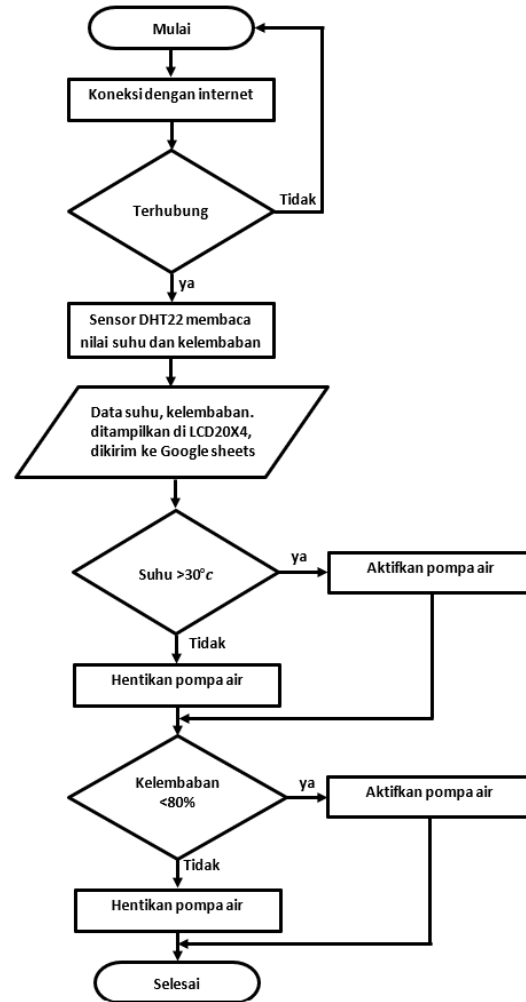 Mulai
Koneksi dengan internet
Terhubung
Tidak
ya
Sensor DHT22 membaca
nilai suhu dan kelembaban
Data suhu, kelembaban.
ditampilkan di LCD20X4,
dikirim ke Google sheets
Suhu >30°c
ya
Aktifkan pompa air
Tidak
Hentikan pompa air
Kelembaban
<80%
ya
Aktifkan pompa air
Tidak
Hentikan pompa air
Selesai